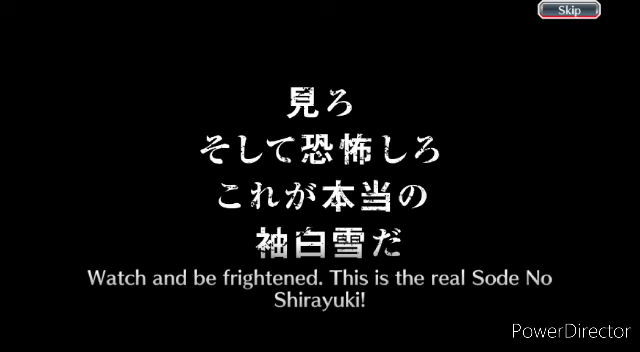 Skip
見ろ
そして恐怖しろ
これが本当の
袖白雪だ
Watch and be frightened. This is the real Sode No
Shirayuki!
PowerDirector